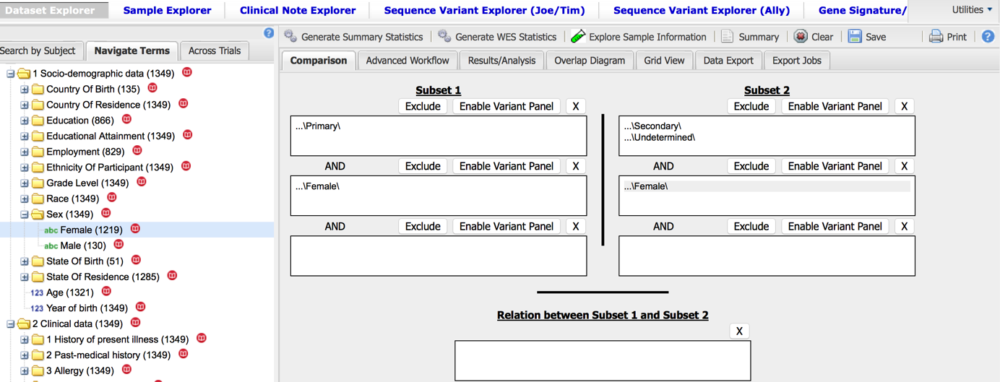 Dataset Explorer Sample Explorer Clinical Note Explorer Sequence Variant Explorer (Joe/Tim) Sequence Variant Explorer (Ally) Gene Signature/ Utilities
Generate Summary Statistics Generate WES Statistics Explore Sample Information Summary Clear Save Print
Search by Subject Navigate Terms Across Trials
Comparison Advanced Workflow Results/Analysis Overlap Diagram Grid View Data Export Export Jobs
1 Socio-demographic data (1349)
Country Of Birth (135)
Country Of Residence (1349)
Education (866)
Educational Attainment (1349)
Employment (829)
Ethnicity Of Participant (1349)
Grade Level (1349)
Race (1349)
Sex (1349)
abc Female (1219)
abc Male (130)
State Of Birth (51)
State Of Residence (1285)
123 Age (1321)
123 Year of birth (1349)
2 Clinical data (1349)
1 History of present illness (1349)
2 Past-medical history (1349)
3 Allergy (1349)
Subset 1
Exclude Enable Variant Panel X
...\Primary\
AND Exclude Enable Variant Panel X
...\Female\
AND Exclude Enable Variant Panel X
Subset 2
Exclude Enable Variant Panel X
...\Secondary\
...\Undetermined\
AND Exclude Enable Variant Panel X
...\Female\
AND Exclude Enable Variant Panel X
Relation between Subset 1 and Subset 2
X